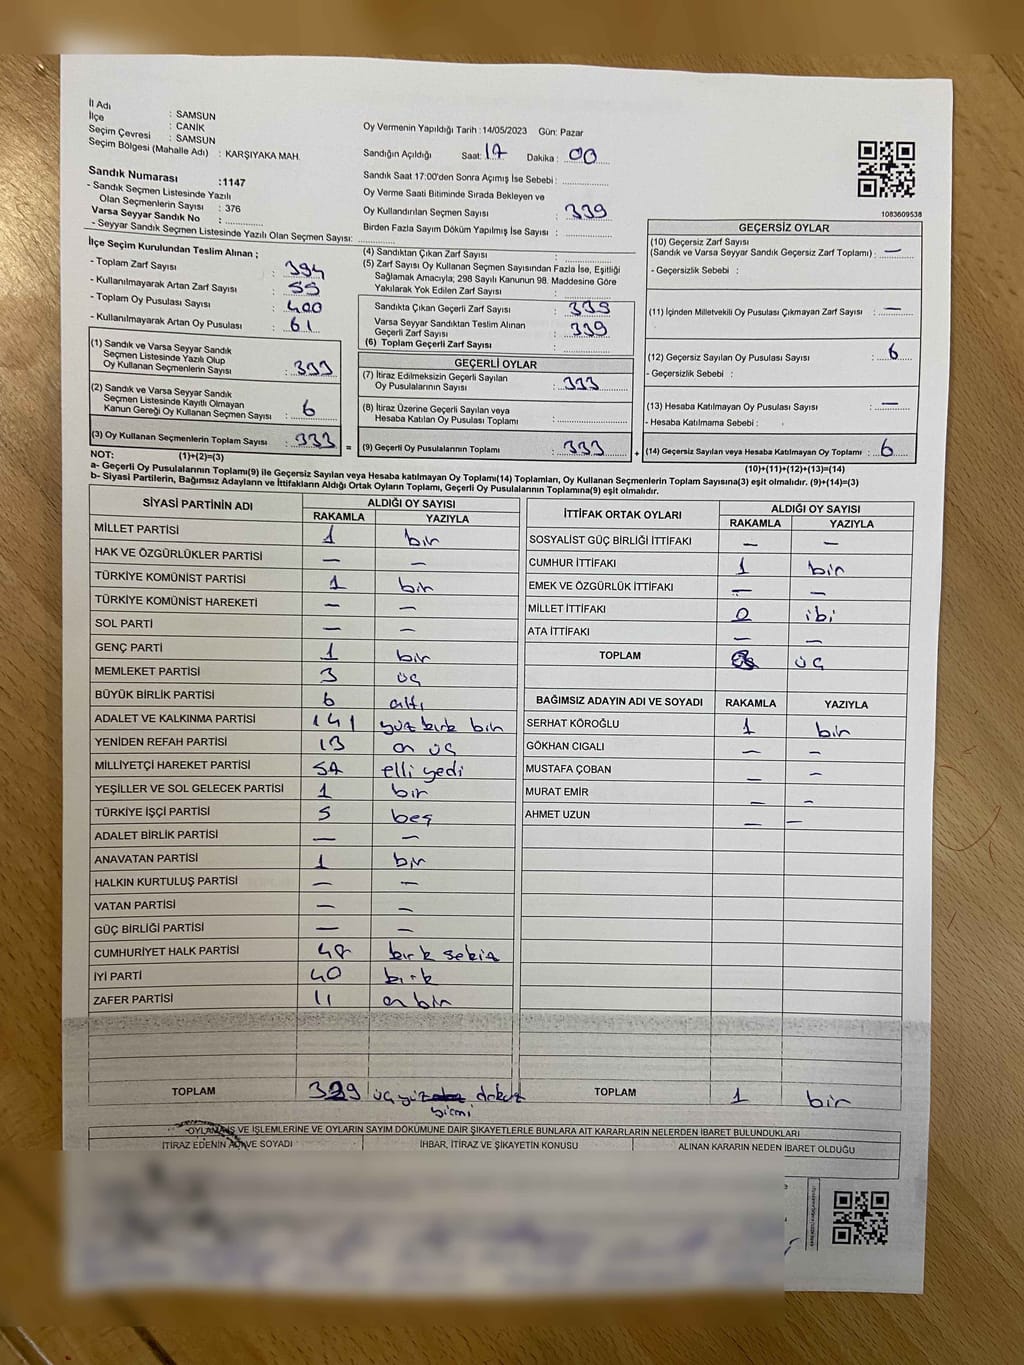 İl Adı : SAMSUN
İlçe : CANİK
Seçim Çevresi : SAMSUN
Seçim Bölgesi (Mahalle Adı) : KARŞIYAKA MAH.
Sandık Numarası :1147
- Sandık Seçmen Listesinde Yazılı
Olan Seçmenlerin Sayısı : 376
Varsa Seyyar Sandık No :
- Seyyar Sandık Seçmen Listesinde Yazılı Olan Seçmen Sayısı:
Oy Vermenin Yapıldığı Tarih : 14/05/2023 Gün: Pazar
Sandığın Açıldığı Saat: 17 Dakika : 00
Sandık Saat 17:00'den Sonra Açımış İse Sebebi :
Oy Verme Saati Bitiminde Sırada Bekleyen ve
Oy Kullandırılan Seçmen Sayısı : 339
Birden Fazla Sayım Döküm Yapılmış İse Sayısı :
1083609538
İlçe Seçim Kurulundan Teslim Alınan ;
- Toplam Zarf Sayısı : 394
- Kullanılmayarak Artan Zarf Sayısı : 55
- Toplam Oy Pusulası Sayısı : 400
- Kullanılmayarak Artan Oy Pusulası : 61
(1) Sandık ve Varsa Seyyar Sandık
Seçmen Listesinde Yazılı Olup
Oy Kullanan Seçmenlerin Sayısı : 333
(2) Sandık ve Varsa Seyyar Sandık
Seçmen Listesinde Kayıtlı Olmayan
Kanun Gereği Oy Kullanan Seçmen Sayısı : 6
(3) Oy Kullanan Seçmenlerin Toplam Sayısı : 333
(4) Sandıktan Çıkan Zarf Sayısı :
(5) Zarf Sayısı Oy Kullanan Seçmen Sayısından Fazla İse, Eşitliği
Sağlamak Amacıyla; 298 Sayılı Kanunun 98. Maddesine Göre
Yakılarak Yok Edilen Zarf Sayısı :
Sandıkta Çıkan Geçerli Zarf Sayısı : 339
Varsa Seyyar Sandıktan Teslim Alınan
Geçerli Zarf Sayısı : 339
(6) Toplam Geçerli Zarf Sayısı :
GEÇERLİ OYLAR
(7) İtiraz Edilmeksizin Geçerli Sayılan
Oy Pusulalarının Sayısı : 333
(8) İtiraz Üzerine Geçerli Sayılan veya
Hesaba Katılan Oy Pusulası Toplamı :
= (9) Geçerli Oy Pusulalarının Toplamı : 333
GEÇERSİZ OYLAR
(10) Geçersiz Zarf Sayısı
(Sandık ve Varsa Seyyar Sandık Geçersiz Zarf Toplamı) : —
- Geçersizlik Sebebi :
(11) İçinden Milletvekili Oy Pusulası Çıkmayan Zarf Sayısı : —
(12) Geçersiz Sayılan Oy Pusulası Sayısı : 6
- Geçersizlik Sebebi :
(13) Hesaba Katılmayan Oy Pusulası Sayısı : —
- Hesaba Katılmama Sebebi :
+ (14) Geçersiz Sayılan veya Hesaba Katılmayan Oy Toplamı : 6
NOT: (1)+(2)=(3) (10)+(11)+(12)+(13)=(14)
a- Geçerli Oy Pusulalarının Toplamı(9) ile Geçersiz Sayılan veya Hesaba katılmayan Oy Toplam(14) Toplamları, Oy Kullanan Seçmenlerin Toplam Sayısına(3) eşit olmalıdır. (9)+(14)=(3)
b- Siyasi Partilerin, Bağımsız Adayların ve İttifakların Aldığı Ortak Oyların Toplamı, Geçerli Oy Pusulalarının Toplamına(9) eşit olmalıdır.
SİYASİ PARTİNİN ADI ALDIĞI OY SAYISI
RAKAMLA YAZIYLA
MİLLET PARTİSİ 1 bir
HAK VE ÖZGÜRLÜKLER PARTİSİ — —
TÜRKİYE KOMÜNİST PARTİSİ 1 bir
TÜRKİYE KOMÜNİST HAREKETİ — —
SOL PARTİ — —
GENÇ PARTİ 1 bir
MEMLEKET PARTİSİ 3 üç
BÜYÜK BİRLİK PARTİSİ 6 altı
ADALET VE KALKINMA PARTİSİ 141 yüz kırk bir
YENİDEN REFAH PARTİSİ 13 on üç
MİLLİYETÇİ HAREKET PARTİSİ 57 elli yedi
YEŞİLLER VE SOL GELECEK PARTİSİ 1 bir
TÜRKİYE İŞÇİ PARTİSİ 5 beş
ADALET BİRLİK PARTİSİ — —
ANAVATAN PARTİSİ 1 bir
HALKIN KURTULUŞ PARTİSİ — —
VATAN PARTİSİ — —
GÜÇ BİRLİĞİ PARTİSİ — —
CUMHURİYET HALK PARTİSİ 48 kırk sekiz
İYİ PARTİ 40 kırk
ZAFER PARTİSİ 11 on bir
TOPLAM 329 üç yüz dokuz
yirmi
İTTİFAK ORTAK OYLARI ALDIĞI OY SAYISI
RAKAMLA YAZIYLA
SOSYALİST GÜÇ BİRLİĞİ İTTİFAKI — —
CUMHUR İTTİFAKI 1 bir
EMEK VE ÖZGÜRLÜK İTTİFAKI — —
MİLLET İTTİFAKI 2 iki
ATA İTTİFAKI — —
TOPLAM üç
BAĞIMSIZ ADAYIN ADI VE SOYADI RAKAMLA YAZIYLA
SERHAT KÖROĞLU 1 bir
GÖKHAN CIGALI — —
MUSTAFA ÇOBAN — —
MURAT EMİR — —
AHMET UZUN — —
TOPLAM 1 bir
VE İŞLEMLERİNE VE OYLARIN SAYIM DÖKÜMÜNE DAİR ŞİKAYETLERLE BUNLARA AİT KARARLARIN NELERDEN İBARET BULUNDUKLARI
İTİRAZ EDENİN ADI VE SOYADI İHBAR, İTİRAZ VE ŞİKAYETİN KONUSU ALINAN KARARIN NEDEN İBARET OLDUĞU